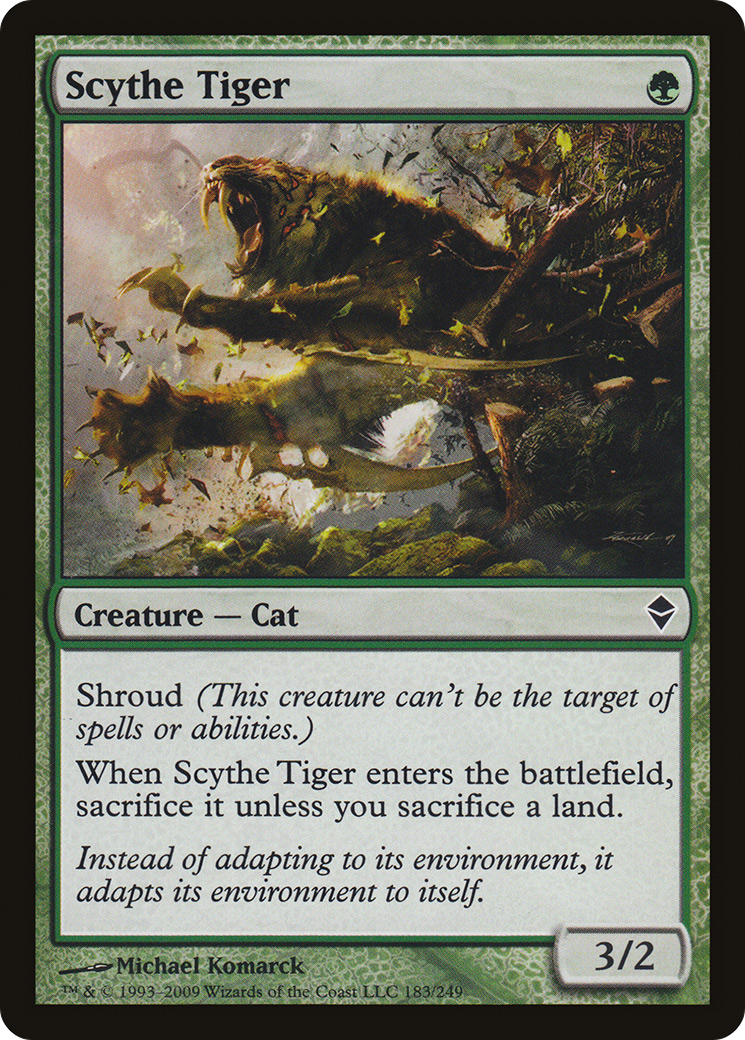 Scythe Tiger
Creature — Cat
Shroud (This creature can't be the target of
spells or abilities.)
When Scythe Tiger enters the battlefield,
sacrifice it unless you sacrifice a land.
Instead of adapting to its environment, it
adapts its environment to itself.
3/2
Michael Komarck
™ & © 1993–2009 Wizards of the Coast LLC 183/249